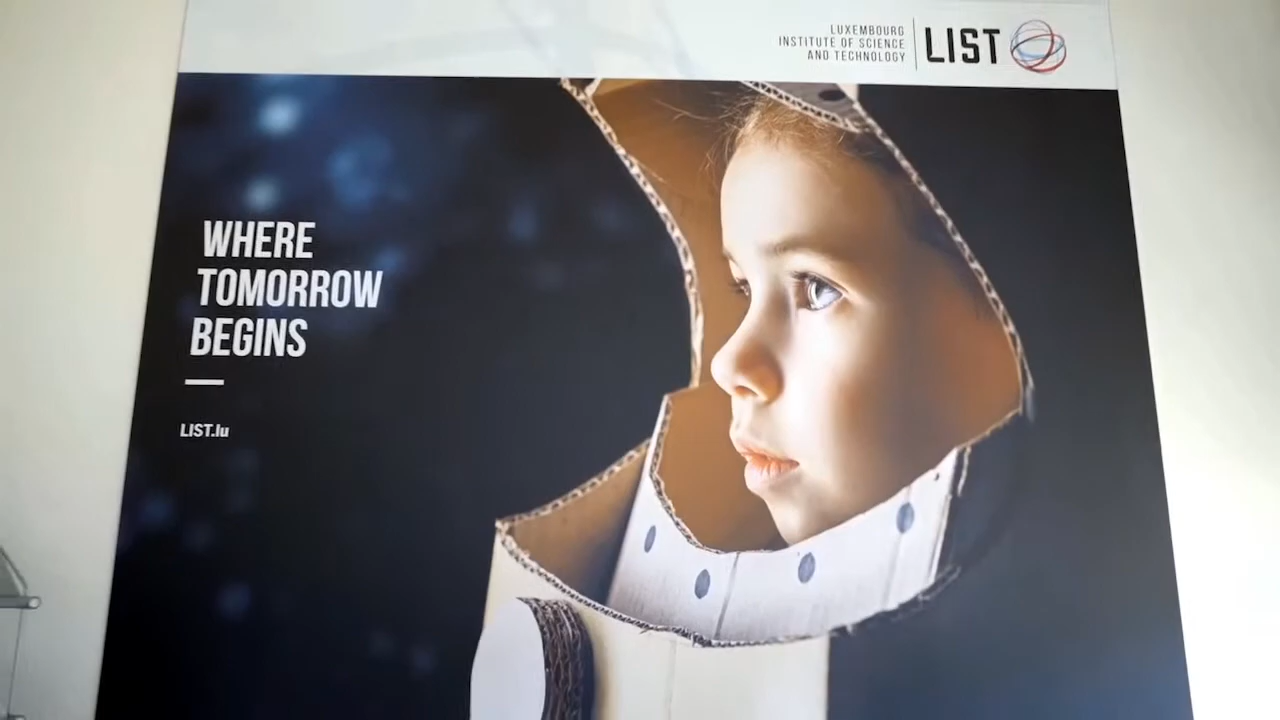 LUXEMBOURG
INSTITUTE OF SCIENCE
AND TECHNOLOGY
LIST
WHERE
TOMORROW
BEGINS
LIST.lu